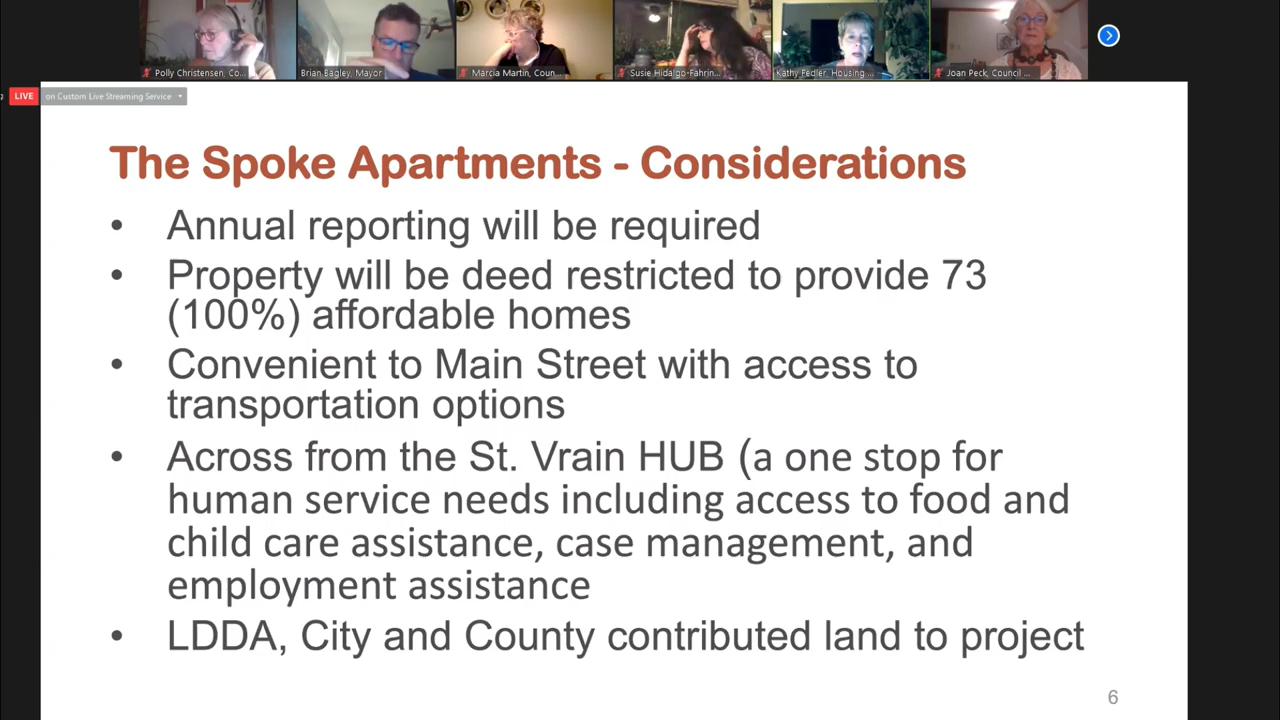 Polly Christensen, Co...
Brian Bagley, Mayor
Marcia Martin, Coun...
Susie Hidalgo-Fahrin...
Kathy Fedler, Housing ...
Joan Peck, Council ...
LIVE
on Custom Live Streaming Service
The Spoke Apartments - Considerations
• Annual reporting will be required
• Property will be deed restricted to provide 73
(100%) affordable homes
• Convenient to Main Street with access to
transportation options
• Across from the St. Vrain HUB (a one stop for
human service needs including access to food and
child care assistance, case management, and
employment assistance
• LDDA, City and County contributed land to project
6